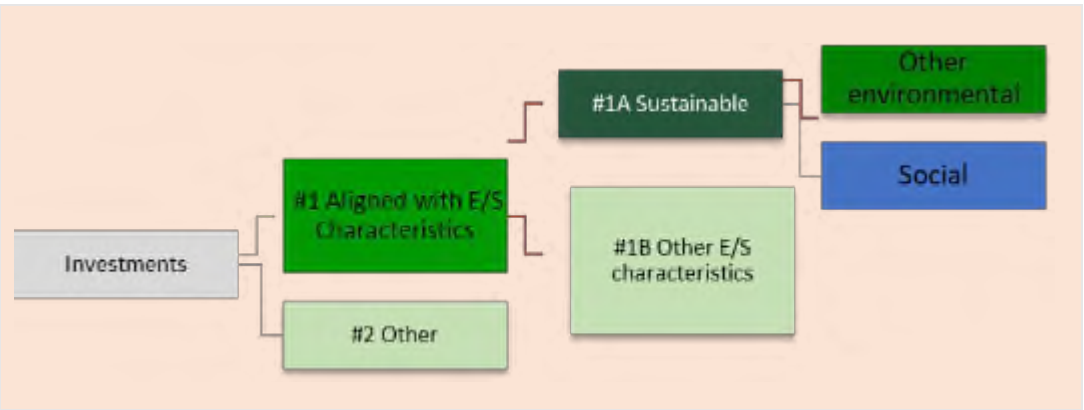 Investments
#1 Aligned with E/S
Characteristics
#2 Other
#1A Sustainable
#1B Other E/S
characteristics
Other
environmental
Social